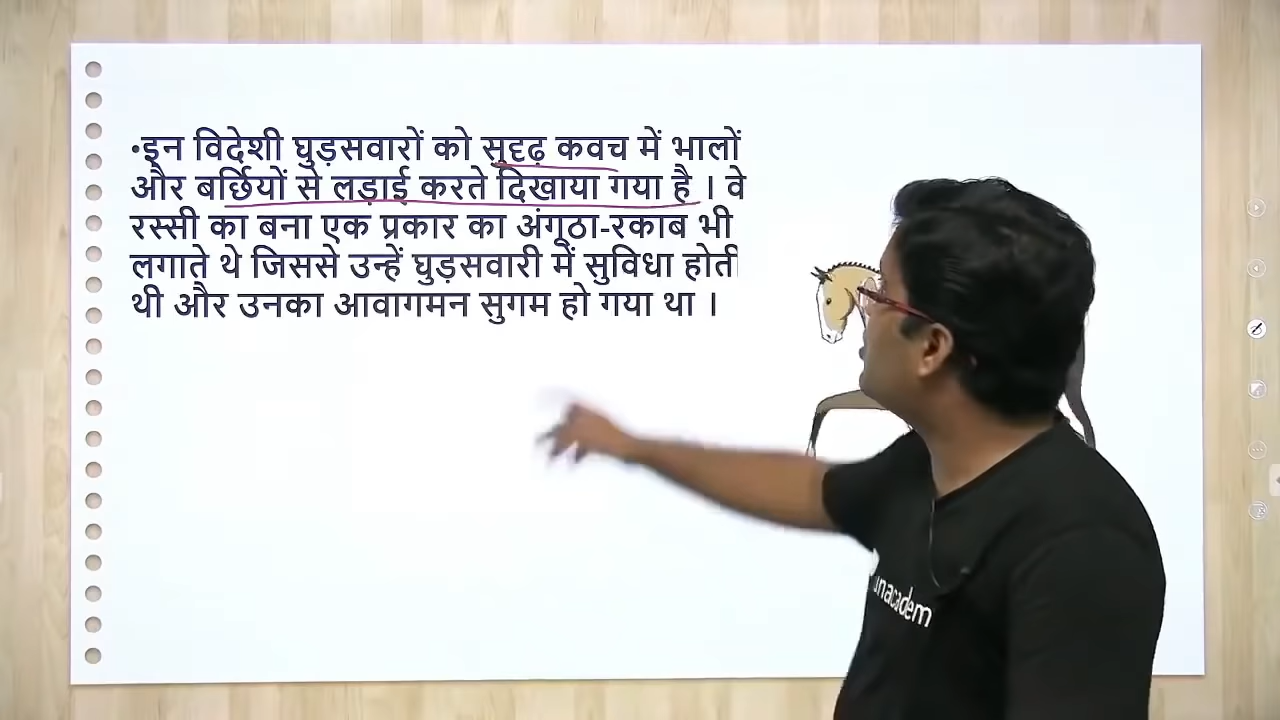 •इन विदेशी घुड़सवारों को सुदृढ़ कवच में भालों
और बर्छियों से लड़ाई करते दिखाया गया है । वे
रस्सी का बना एक प्रकार का अंगूठा-रकाब भी
लगाते थे जिससे उन्हें घुड़सवारी में सुविधा होती
थी और उनका आवागमन सुगम हो गया था ।
unacadem